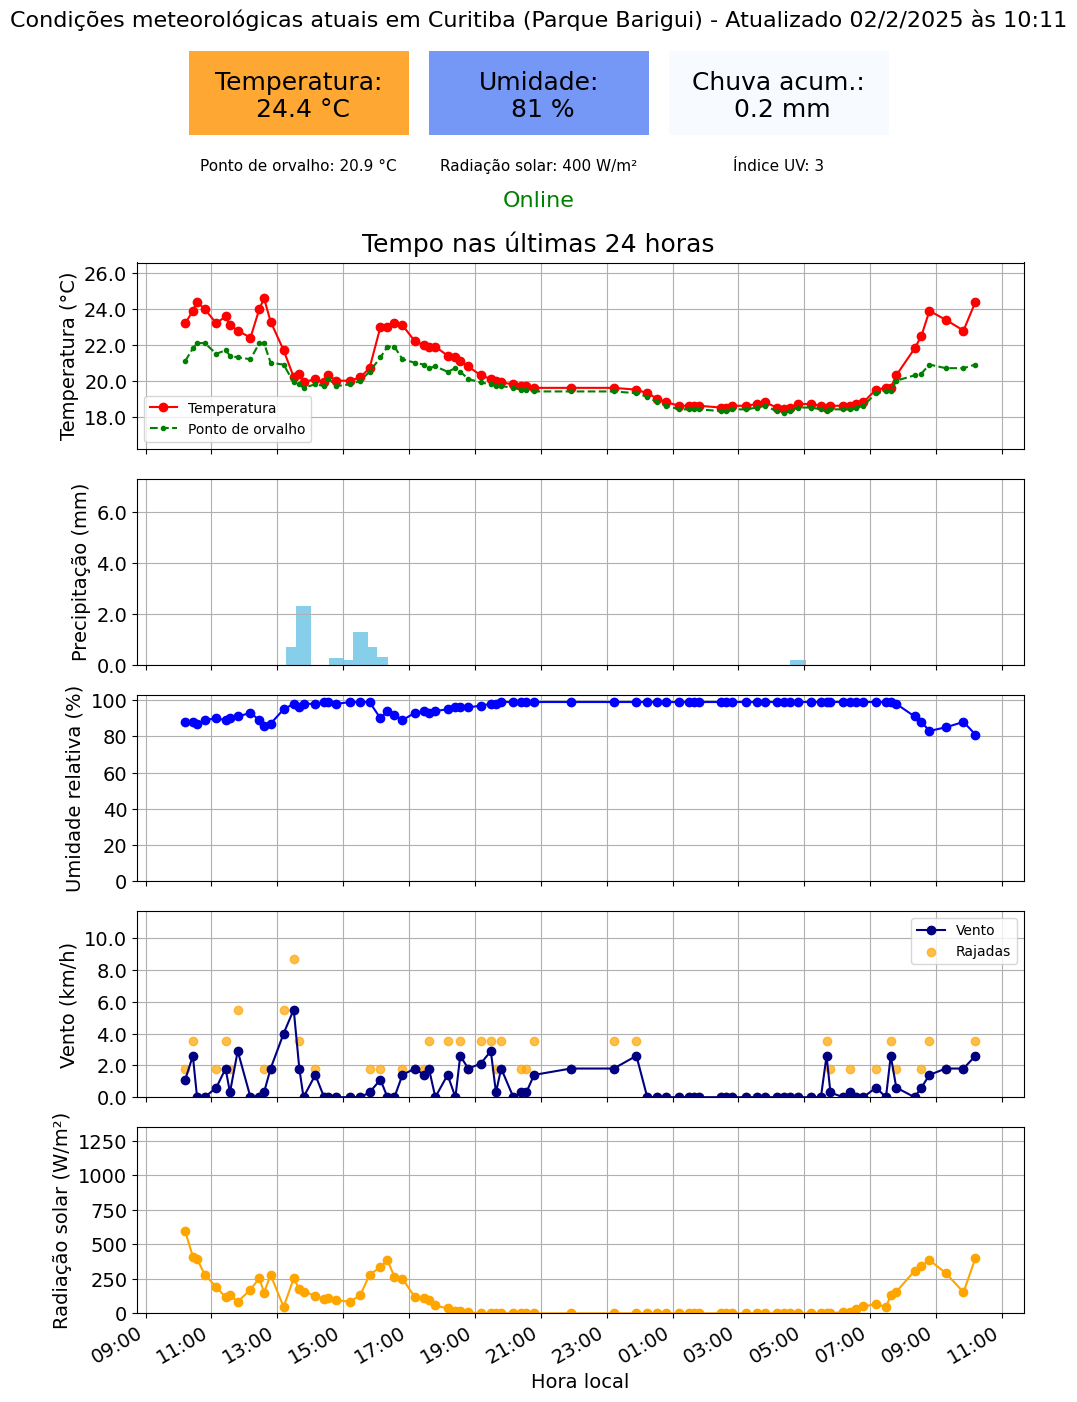 Condições meteorológicas atuais em Curitiba (Parque Barigui) - Atualizado 02/2/2025 às 10:11
Temperatura:
24.4 °C
Umidade:
81 %
Chuva acum.:
0.2 mm
Ponto de orvalho: 20.9 °C
Radiação solar: 400 W/m²
Índice UV: 3
Online
Tempo nas últimas 24 horas
Temperatura (°C)
26.0
24.0
22.0
20.0
18.0
Temperatura
Ponto de orvalho
Precipitação (mm)
6.0
4.0
2.0
0.0
Umidade relativa (%)
100
80
60
40
20
0
Vento (km/h)
10.0
8.0
6.0
4.0
2.0
0.0
Vento
Rajadas
Radiação solar (W/m²)
1250
1000
750
500
250
0
09:00
11:00
13:00
15:00
17:00
19:00
21:00
23:00
01:00
03:00
05:00
07:00
09:00
11:00
Hora local